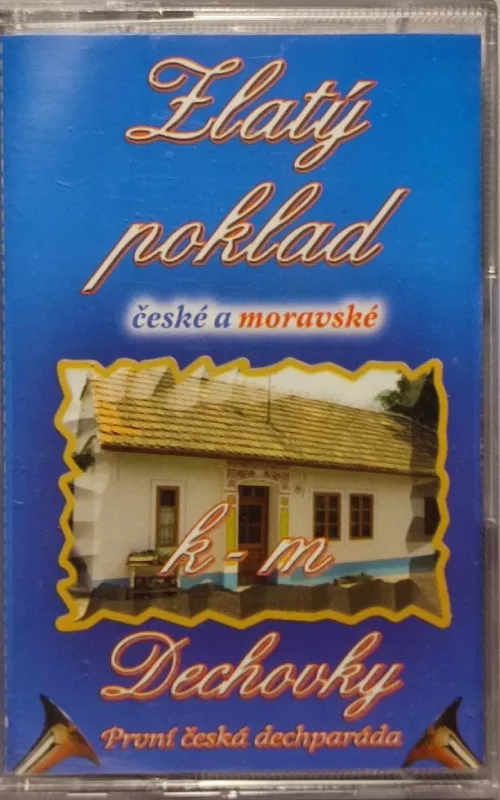 Zlatý
poklad
české a moravské
k - m
Dechovky
První česká dechparáda